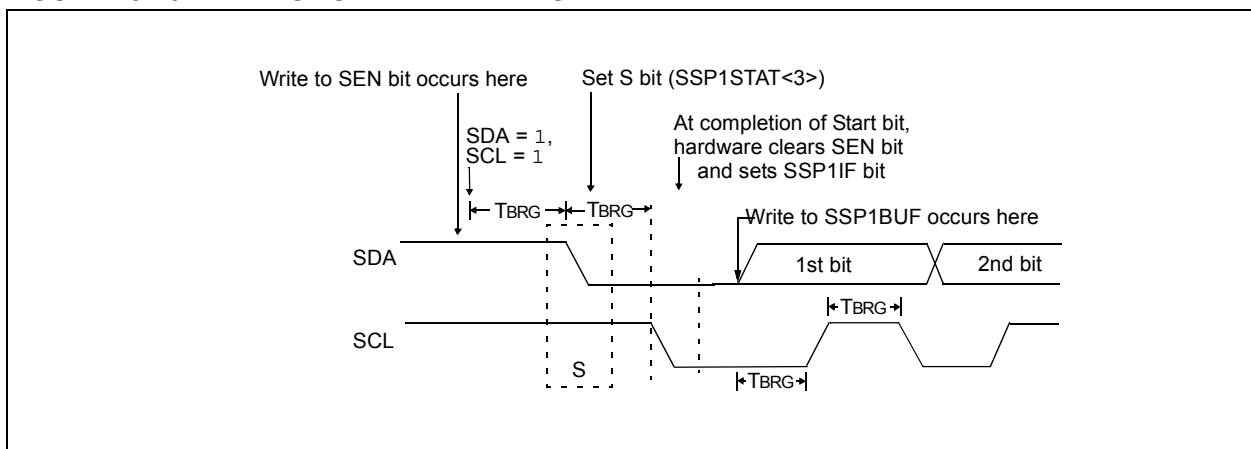 Write to SEN bit occurs here
Set S bit (SSP1STAT<3>)
SDA = 1,
SCL = 1
At completion of Start bit,
hardware clears SEN bit
and sets SSP1IF bit
TBRG
TBRG
Write to SSP1BUF occurs here
SDA
1st bit
2nd bit
TBRG
SCL
S
TBRG